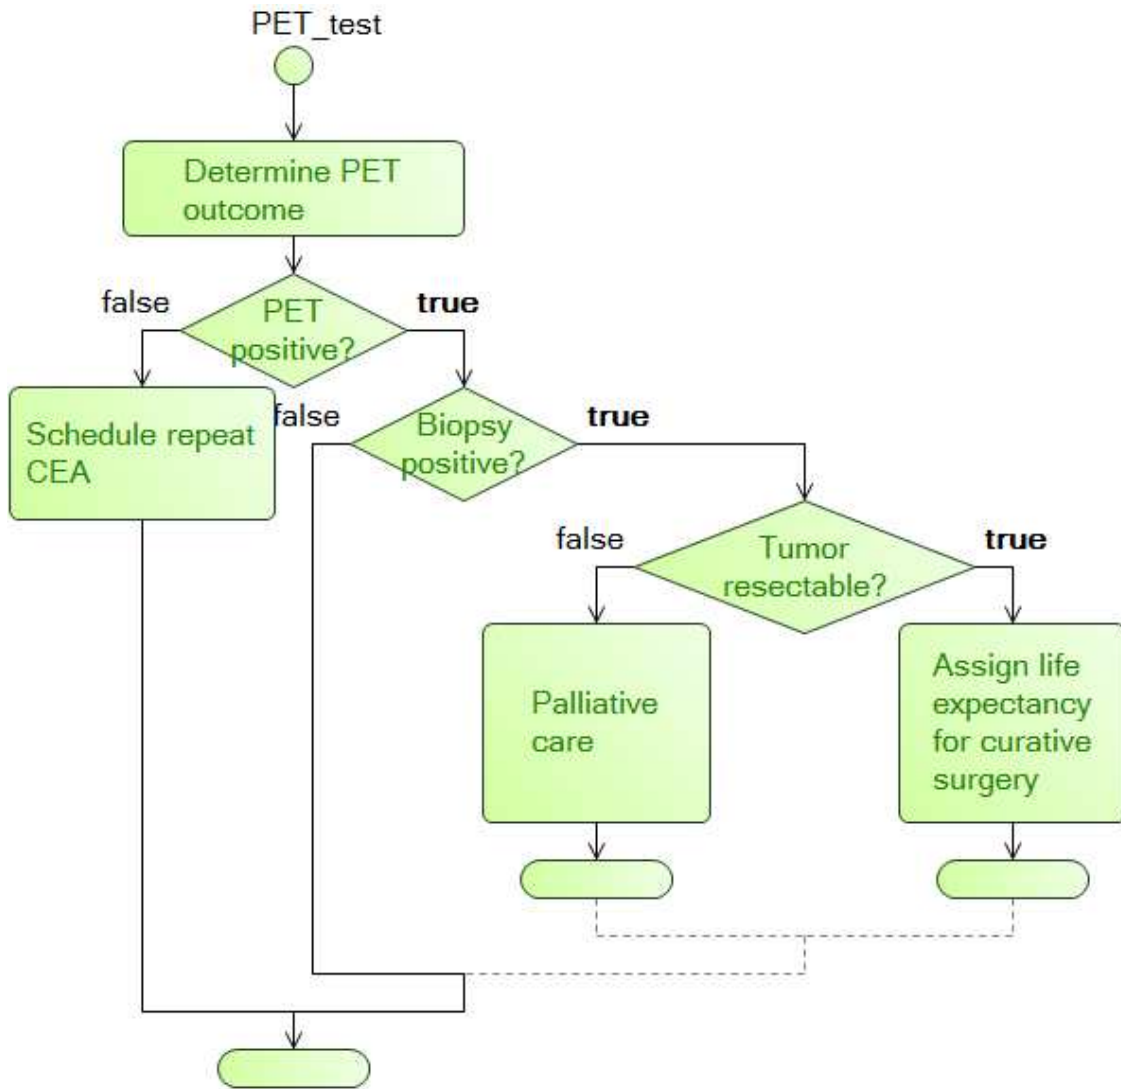 PET_test
Determine PET
outcome
false
true
PET
positive?
Schedule repeat
CEA
false
true
Biopsy
positive?
false
true
Tumor
resectable?
Palliative
care
Assign life
expectancy
for curative
surgery